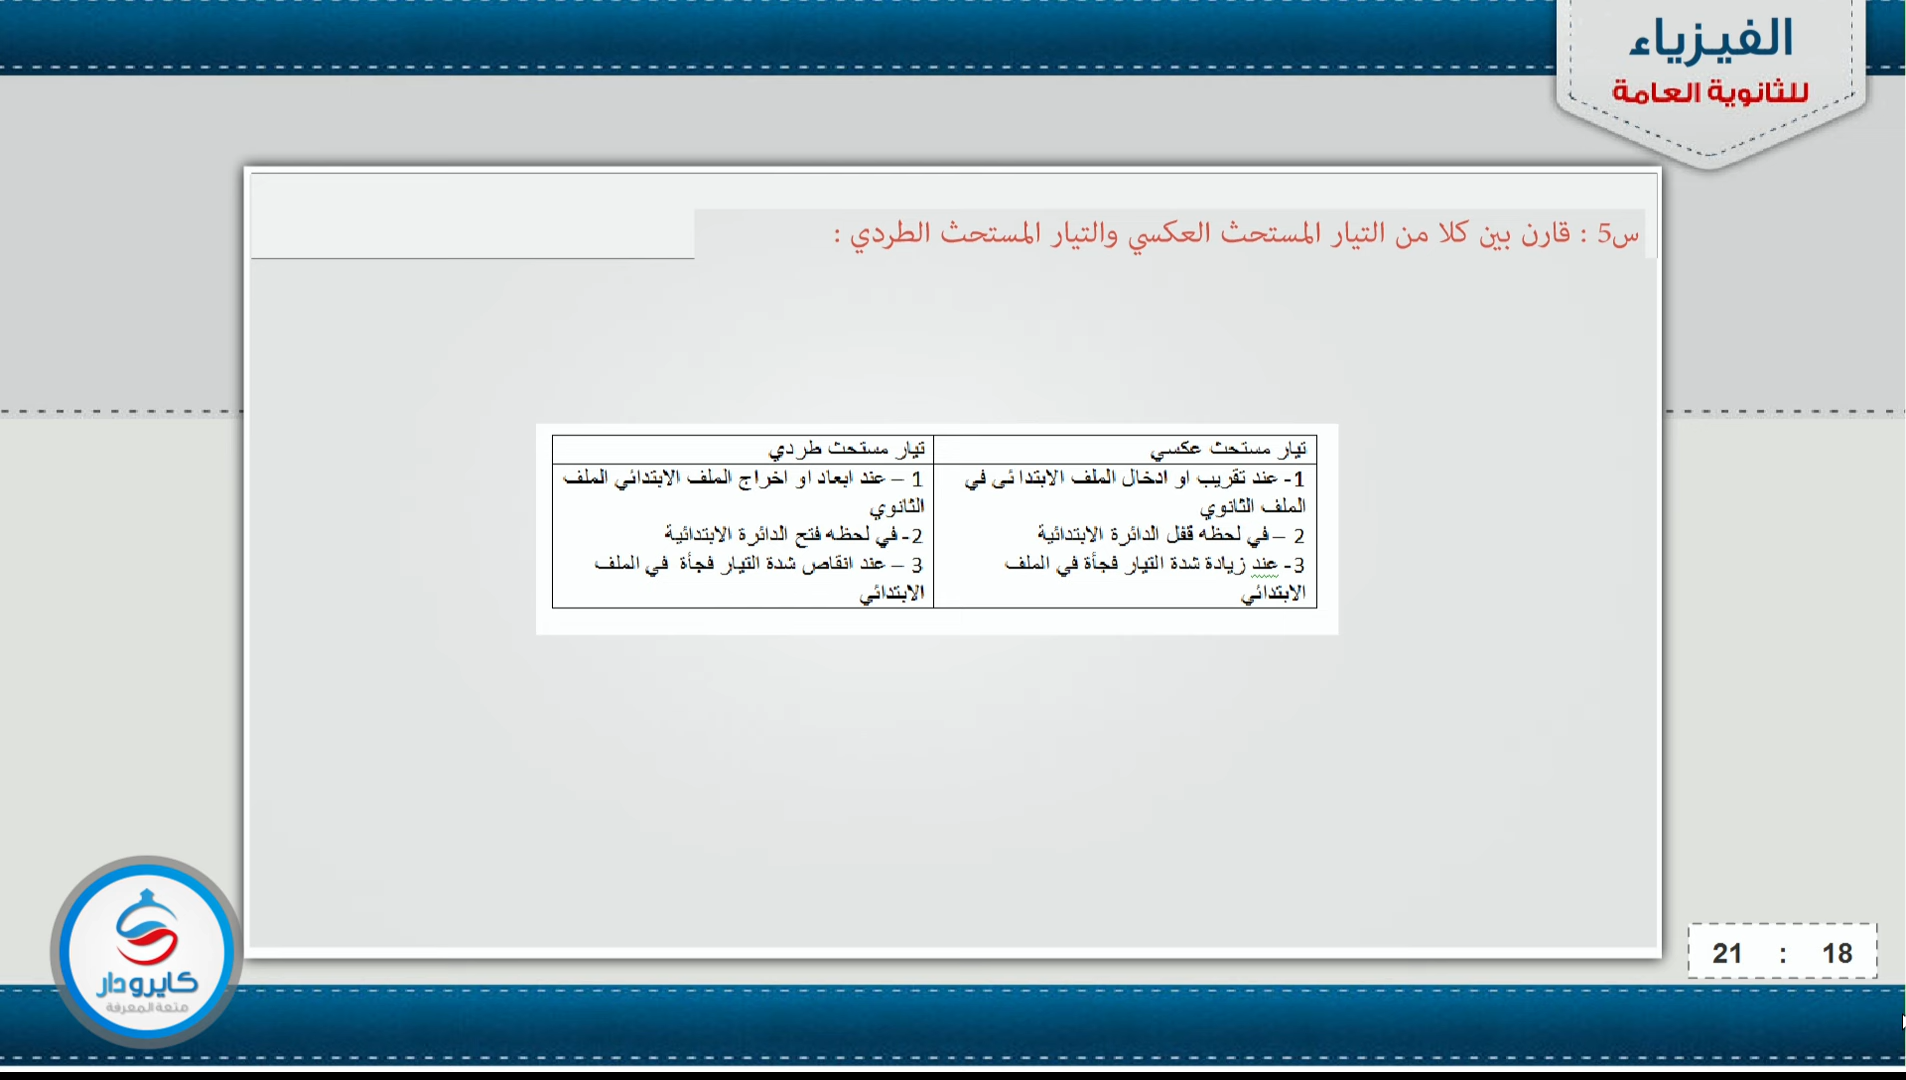 الفيزياء
للثانوية العامة
س5 : قارن بين كلا من التيار المستحث العكسي والتيار المستحث الطردي :
تيار مستحث عكسي
1- عند تقريب او ادخال الملف الابتدا ئى في
الملف الثانوي
2 – في لحظه قفل الدائرة الابتدائية
3- عند زيادة شدة التيار فجأة في الملف
الابتدائي
تيار مستحث طردي
1 – عند ابعاد او اخراج الملف الابتدائي الملف
الثانوي
2- في لحظه فتح الدائرة الابتدائية
3 – عند انقاص شدة التيار فجأة في الملف
الابتدائي
كايرودار
متعة المعرفة
21 : 18